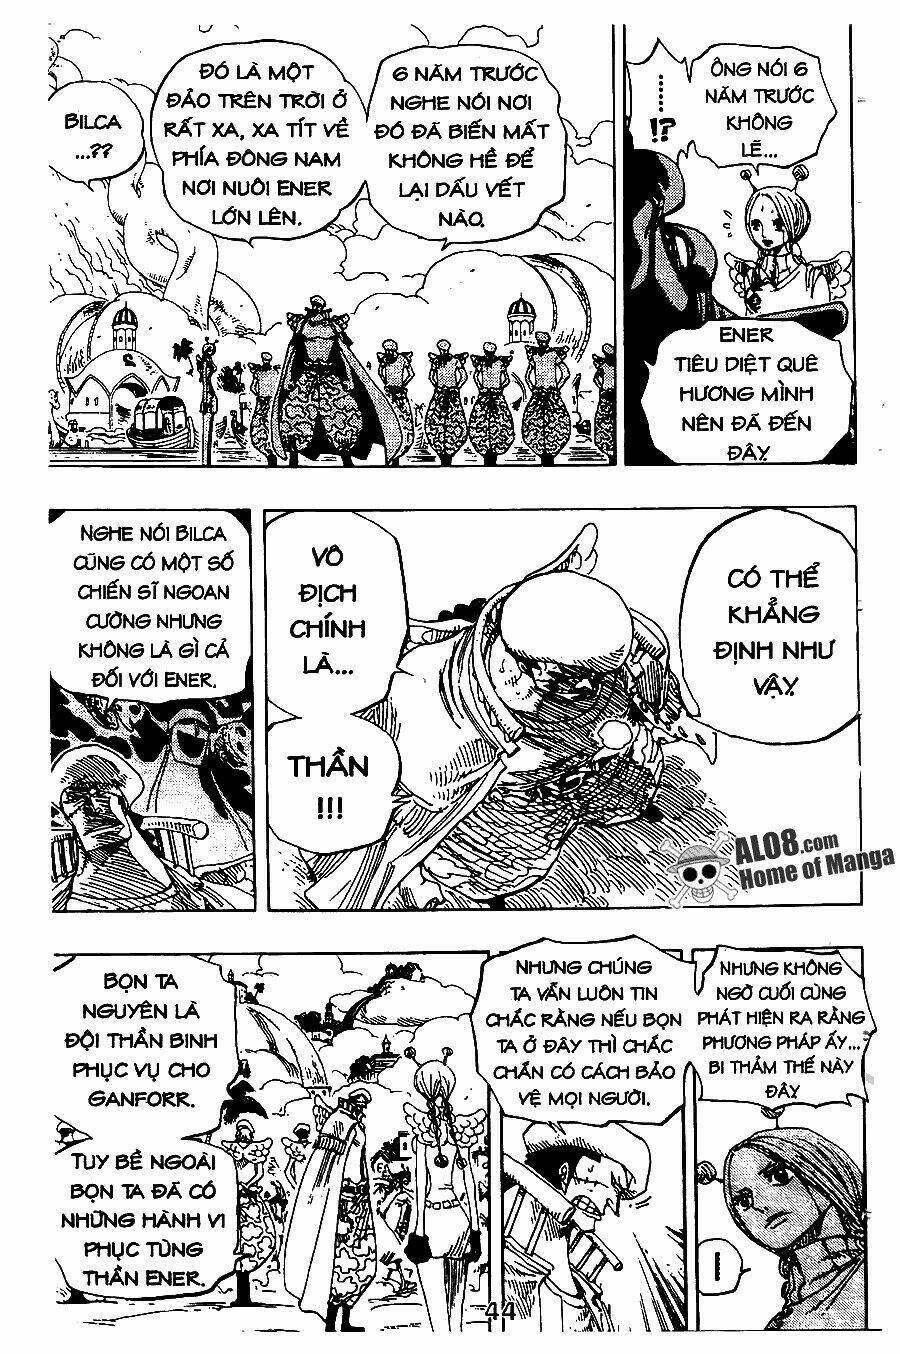 ÔNG NÓI 6
NĂM TRƯỚC
KHÔNG
LẼ...
......
!?
ENER
TIÊU DIỆT QUÊ
HƯƠNG MÌNH
NÊN ĐÃ ĐẾN
ĐÂY.
6 NĂM TRƯỚC
NGHE NÓI NƠI
ĐÓ ĐÃ BIẾN MẤT
KHÔNG HỀ ĐỂ
LẠI DẤU VẾT
NÀO.
ĐÓ LÀ MỘT
ĐẢO TRÊN TRỜI Ở
RẤT XA, XA TÍT VỀ
PHÍA ĐÔNG NAM
NƠI NUÔI ENER
LỚN LÊN.
BILCA
...??
CÓ THỂ
KHẲNG
ĐỊNH NHƯ
VẬY.
VÔ
ĐỊCH
CHÍNH
LÀ...
THẦN
!!!
NGHE NÓI BILCA
CŨNG CÓ MỘT SỐ
CHIẾN SĨ NGOAN
CƯỜNG NHƯNG
KHÔNG LÀ GÌ CẢ
ĐỐI VỚI ENER.
ALO8.com
Home of Manga
NHƯNG KHÔNG
NGỜ CUỐI CÙNG
PHÁT HIỆN RA RẰNG
PHƯƠNG PHÁP ẤY...
BI THẢM THẾ NÀY
ĐÂY.
!
NHƯNG CHÚNG
TA VẪN LUÔN TIN
CHẮC RẰNG NẾU BỌN
TA Ở ĐÂY THÌ CHẮC
CHẮN CÓ CÁCH BẢO
VỆ MỌI NGƯỜI.
BỌN TA
NGUYÊN LÀ
ĐỘI THẦN BINH
PHỤC VỤ CHO
GANFORR.
TUY BỀ NGOÀI
BỌN TA ĐÃ CÓ
NHỮNG HÀNH VI
PHỤC TÙNG
THẦN ENER.
44